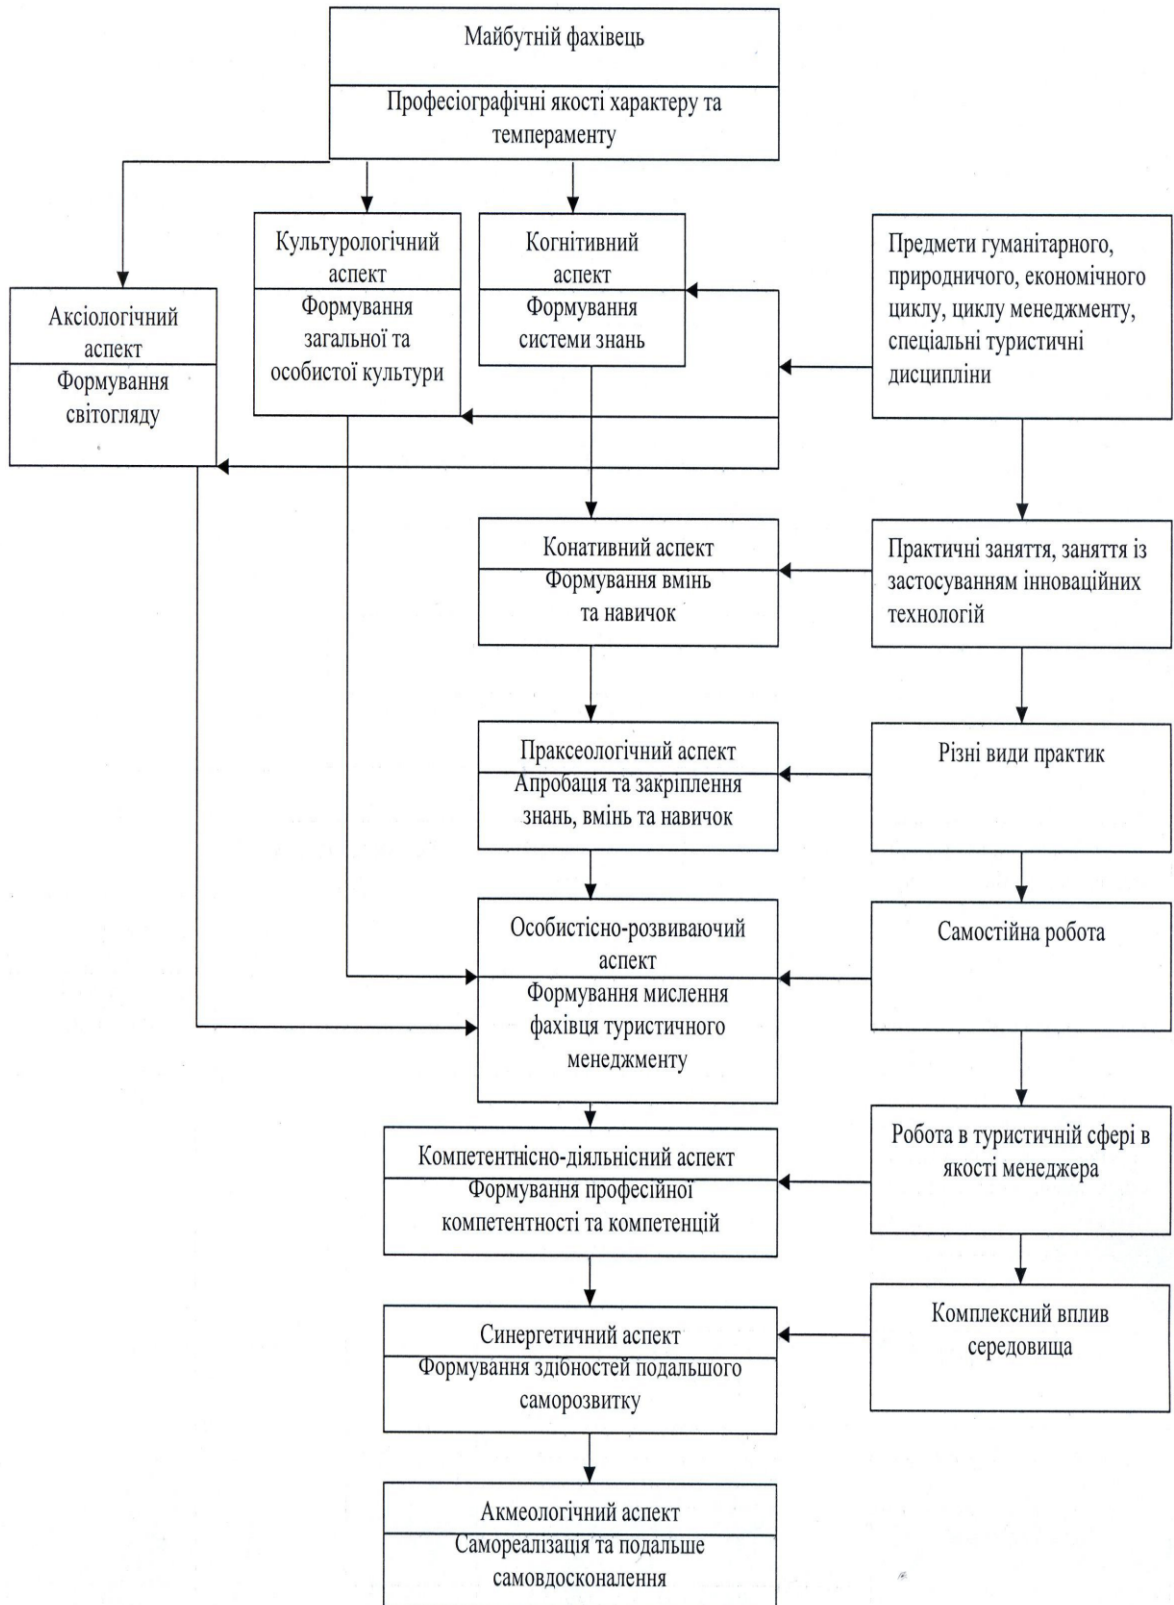 Майбутній фахівець
Професіографічні якості характеру та
темпераменту
Культурологічний
аспект
Формування
загальної та
особистої культури
Когнітивний
аспект
Формування
системи знань
Предмети гуманітарного,
природничого, економічного
циклу, циклу менеджменту,
спеціальні туристичні
дисципліни
Аксіологічний
аспект
Формування
світогляду
Конативний аспект
Формування вмінь
та навичок
Практичні заняття, заняття із
застосуванням інноваційних
технологій
Праксеологічний аспект
Апробація та закріплення
знань, вмінь та навичок
Різні види практик
Особистісно-розвиваючий
аспект
Формування мислення
фахівця туристичного
менеджменту
Самостійна робота
Компетентнісно-діяльнісний аспект
Формування професійної
компетентності та компетенцій
Робота в туристичній сфері в
якості менеджера
Синергетичний аспект
Формування здібностей подальшого
саморозвитку
Комплексний вплив
середовища
Акмеологічний аспект
Самореалізація та подальше
самовдосконалення